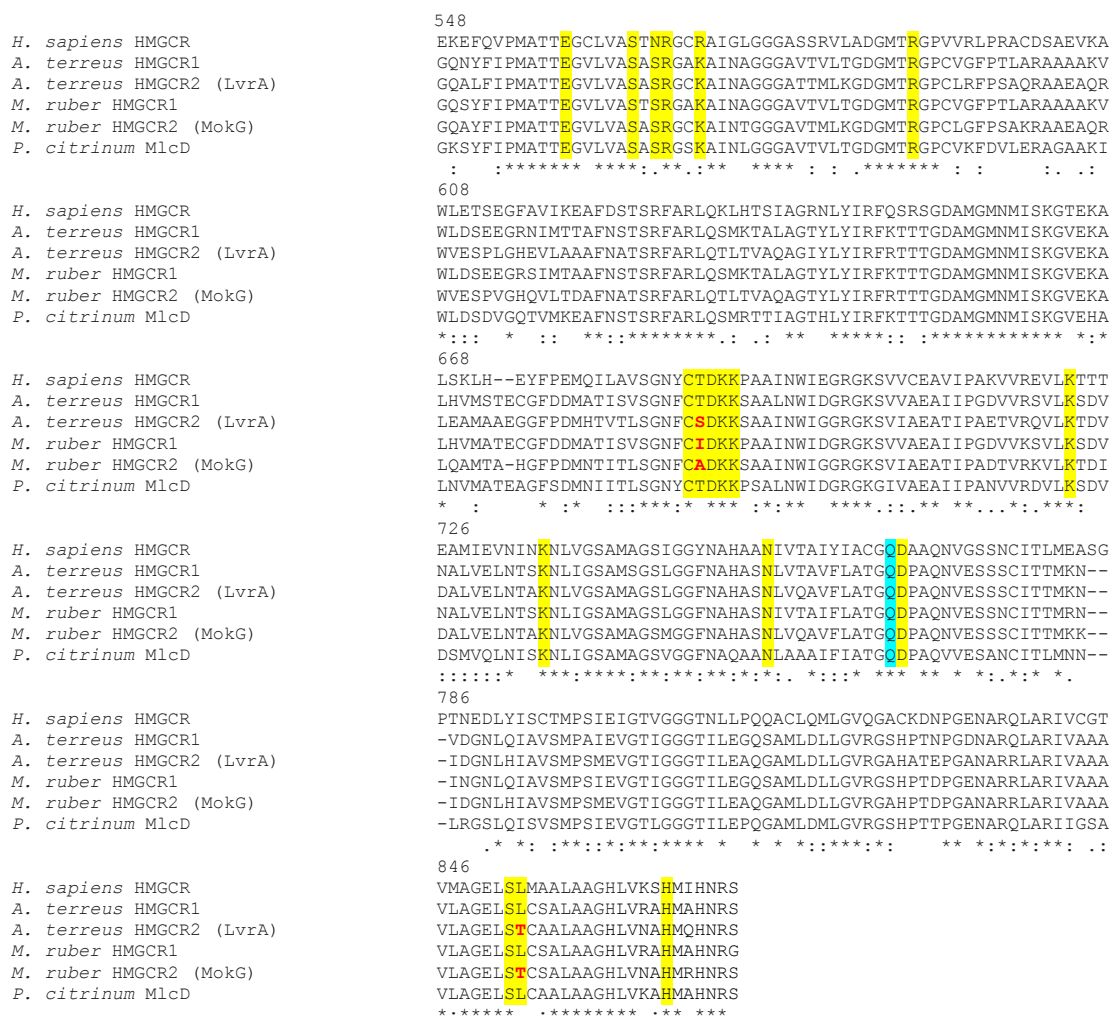 548
H. sapiens HMGCR EKEFQVPMATTEGCLVASTNRGCRAIGLGGGASSRVLADGMTRGPVVRLPRACDSAEVKA
A. terreus HMGCR1 GQNYFIPMATTEGVLVASASRGAKAINAGGGAVTVLTGDGMTRGPCVGFPTLARAAAAKV
A. terreus HMGCR2 (LvrA) GQALFIPMATTEGVLVASASRGCKAINAGGGATTMLKGDGMTRGPCLRFPSAQRAAEAQR
M. ruber HMGCR1 GQSYFIPMATTEGVLVASTSRGAKAINAGGGAVTVLTGDGMTRGPCVGFPTLARAAAAKV
M. ruber HMGCR2 (MokG) GQAYFIPMATTEGVLVASASRGCKAINTGGGAVTMLKGDGMTRGPCLGFPSAKRAAEAQR
P. citrinum MlcD GKSYFIPMATTEGVLVASASRGSKAINLGGGAVTVLTGDGMTRGPCVKFDVLERAGAAKI
: :******* ****:.**.:** **** : : .******* : : :. .:
608
H. sapiens HMGCR WLETSEGFAVIKEAFDSTSRFARLQKLHTSIAGRNLYIRFQSRSGDAMGMNMISKGTEKA
A. terreus HMGCR1 WLDSEEGRNIMTTAFNSTSRFARLQSMKTALAGTYLYIRFKTTTGDAMGMNMISKGVEKA
A. terreus HMGCR2 (LvrA) WVESPLGHEVLAAAFNATSRFARLQTLTVAQAGIYLYIRFRTTTGDAMGMNMISKGVEKA
M. ruber HMGCR1 WLDSEEGRSIMTAAFNSTSRFARLQSMKTALAGTYLYIRFKTTTGDAMGMNMISKGVEKA
M. ruber HMGCR2 (MokG) WVESPVGHQVLTDAFNATSRFARLQTLTVAQAGTYLYIRFRTTTGDAMGMNMISKGVEKA
P. citrinum MlcD WLDSDVGQTVMKEAFNSTSRFARLQSMRTTIAGTHLYIRFKTTTGDAMGMNMISKGVEHA
*::: * :: **::********.: .: ** *****:: :************ *:*
668
H. sapiens HMGCR LSKLH--EYFPEMQILAVSGNYCTDKKPAAINWIEGRGKSVVCEAVIPAKVVREVLKTTT
A. terreus HMGCR1 LHVMSTECGFDDMATISVSGNFCTDKKSAALNWIDGRGKSVVAEAIIPGDVVRSVLKSDV
A. terreus HMGCR2 (LvrA) LEAMAAEGGFPDMHTVTLSGNFCSDKKSAAINWIGGRGKSVIAEATIPAETVRQVLKTDV
M. ruber HMGCR1 LHVMATECGFDDMATISVSGNFCIDKKPAAINWIDGRGKSVVAEAIIPGDVVKSVLKSDV
M. ruber HMGCR2 (MokG) LQAMTA-HGFPDMNTITLSGNFCADKKSAAINWIGGRGKSVIAEATIPADTVRKVLKTDI
P. citrinum MlcD LNVMATEAGFSDMNIITLSGNYCTDKKPSALNWIDGRGKGIVAEAIIPANVVRDVLKSDV
* : * :* :::***:* *** :*:*** ****.::.** **...*:.***:
726
H. sapiens HMGCR EAMIEVNINKNLVGSAMAGSIGGYNAHAANIVTAIYIACGQDAAQNVGSSNCITLMEASG
A. terreus HMGCR1 NALVELNTSKNLIGSAMSGSLGGFNAHASNLVTAVFLATGQDPAQNVESSSCITTMKN--
A. terreus HMGCR2 (LvrA) DALVELNTAKNLIGSAMAGSLGGFNAHASNLVQAVFLATGQDPAQNVESSSCITTMKN--
M. ruber HMGCR1 NALVELNTSKNLIGSAMAGSLGGFNAHASNIVTAIFLATGQDPAQNVESSSCITTMRN--
M. ruber HMGCR2 (MokG) DALVELNTAKNLVGSAMAGSMGGFNAHASNLVQAVFLATGQDPAQNVESSSCITTMKK--
P. citrinum MlcD DSMVQLNISKNLIGSAMAGSVGGFNAQAANLAAAIFIATGQDPAQVVESANCITLMNN--
::::::* ***:****:**:**:**:*:*:. *:::* *** ** * *:.*:* *.
786
H. sapiens HMGCR PTNEDLYISCTMPSIEIGTVGGGTNLLPQQACLQMLGVQGACKDNPGENARQLARIVCGT
A. terreus HMGCR1 -VDGNLQIAVSMPAIEVGTIGGGTILEGQSAMLDLLGVRGSHPTNPGDNARQLARIVAAA
A. terreus HMGCR2 (LvrA) -IDGNLHIAVSMPSMEVGTIGGGTILEAQGAMLDLLGVRGAHATEPGANARRLARIVAAA
M. ruber HMGCR1 -INGNLQIAVSMPSIEVGTIGGGTILEGQSAMLDLLGVRGSHPTDPGENARQLARIVAAA
M. ruber HMGCR2 (MokG) -IDGNLHIAVSMPSMEVGTIGGGTILEAQGAMLDLLGVRGAHPTDPGANARRLARIVAAA
P. citrinum MlcD -LRGSLQISVSMPSIEVGTLGGGTILEPQGAMLDMLGVRGSHPTTPGENARQLARIIGSA
.* *: :**::*:**:**** * * * *::***:*: ** *:*:**: .:
846
H. sapiens HMGCR VMAGELSLMAALAAGHLVKSHMIHNRS
A. terreus HMGCR1 VLAGELSLCSALAAGHLVRAHMAHNRS
A. terreus HMGCR2 (LvrA) VLAGELSTCAALAAGHLVNAHMQHNRS
M. ruber HMGCR1 VLAGELSLCSALAAGHLVRAHMAHNRG
M. ruber HMGCR2 (MokG) VLAGELSTCSALAAGHLVRAHMRHNRS
P. citrinum MlcD VLAGELSLCAALAAGHLVKAHMAHNRS
*.***** .******** .** ***